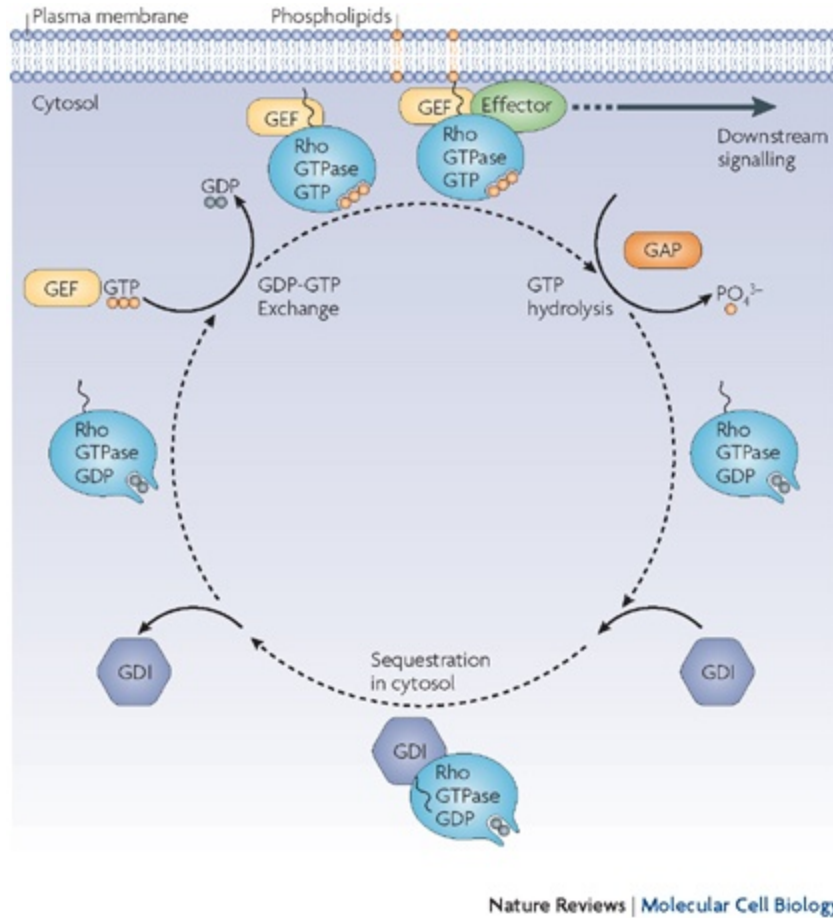 Plasma membrane
Phospholipids
Cytosol
GEF
Rho
GTPase
GTP
GEF
Effector
Rho
GTPase
GTP
Downstream
signalling
GDP
GEF
GTP
GDP-GTP
Exchange
GTP
hydrolysis
GAP
PO₄³⁻
Rho
GTPase
GDP
Rho
GTPase
GDP
GDI
Sequestration
in cytosol
GDI
GDI
Rho
GTPase
GDP
Nature Reviews | Molecular Cell Biology